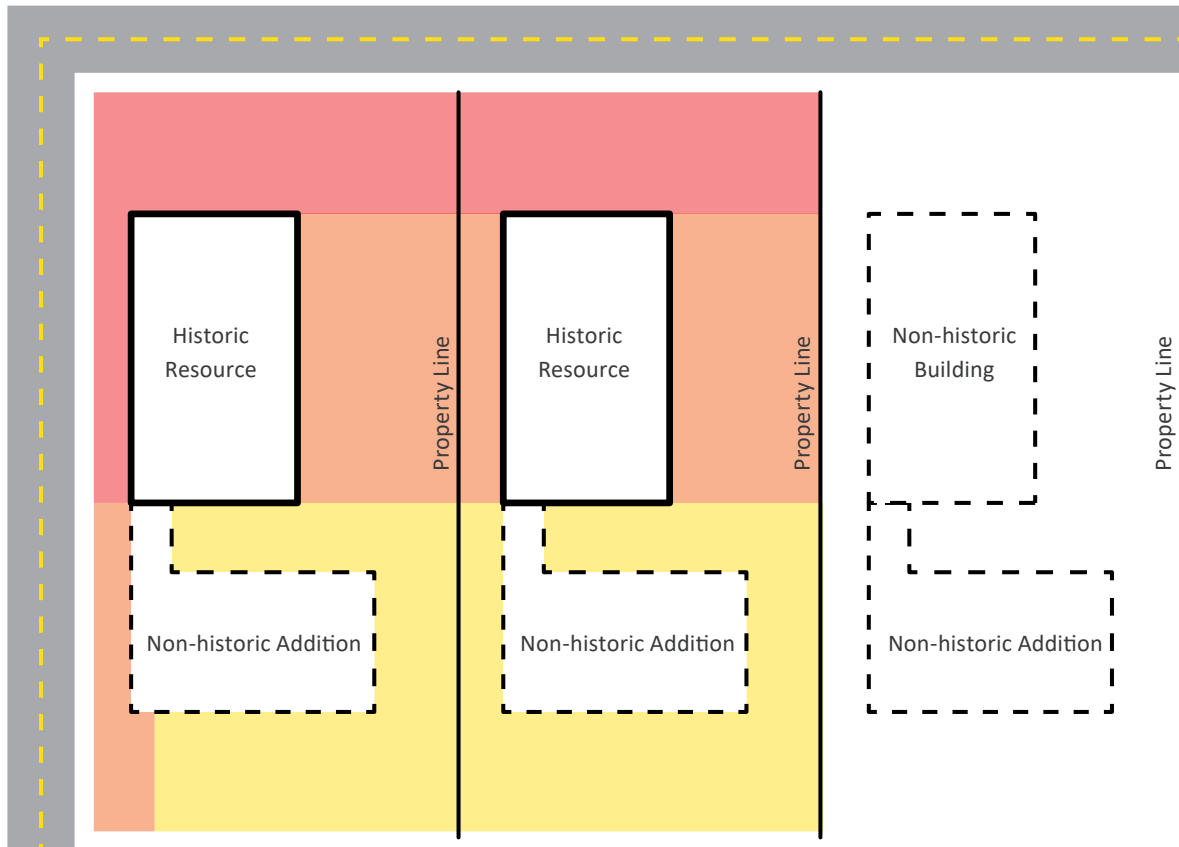 Historic
Resource
Property Line
Historic
Resource
Property Line
Non-historic
Building
Property Line
Non-historic Addition
Non-historic Addition
Non-historic Addition